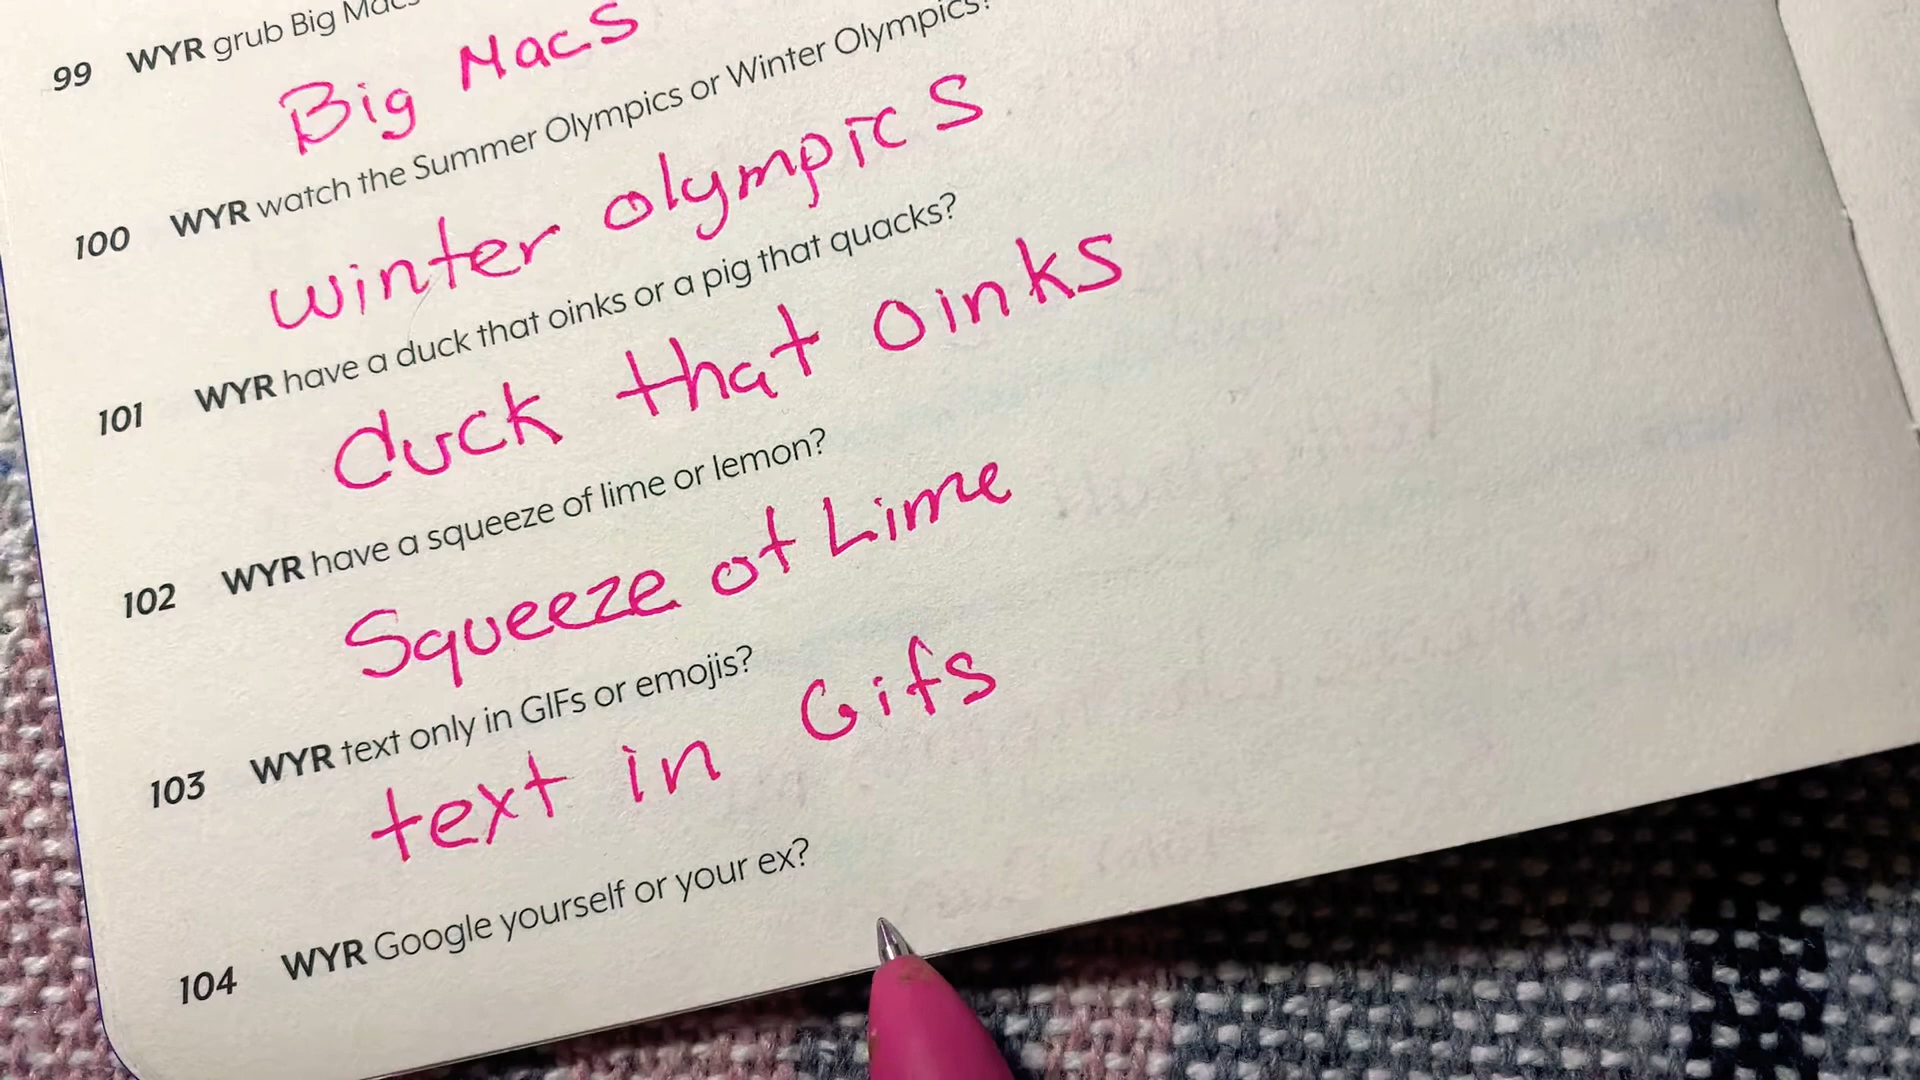 99 WYR grub Big Macs
Big Macs
100 WYR watch the Summer Olympics or Winter Olympics?
winter olympics
101 WYR have a duck that oinks or a pig that quacks?
duck that oinks
102 WYR have a squeeze of lime or lemon?
Squeeze of Lime
103 WYR text only in GIFs or emojis?
text in Gifs
104 WYR Google yourself or your ex?